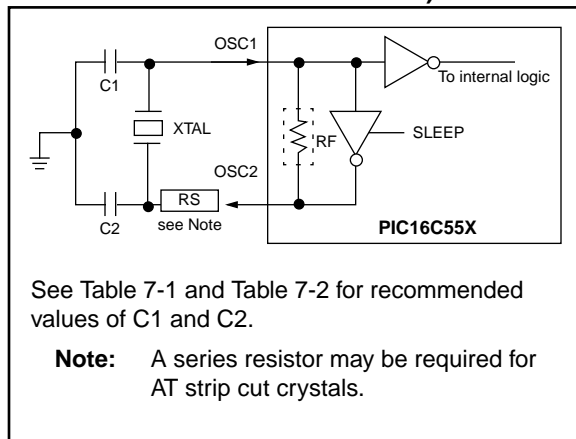 OSC1
To internal logic
C1
XTAL
RF
SLEEP
OSC2
RS
see Note
C2
PIC16C55X
See Table 7-1 and Table 7-2 for recommended
values of C1 and C2.
Note: A series resistor may be required for
AT strip cut crystals.